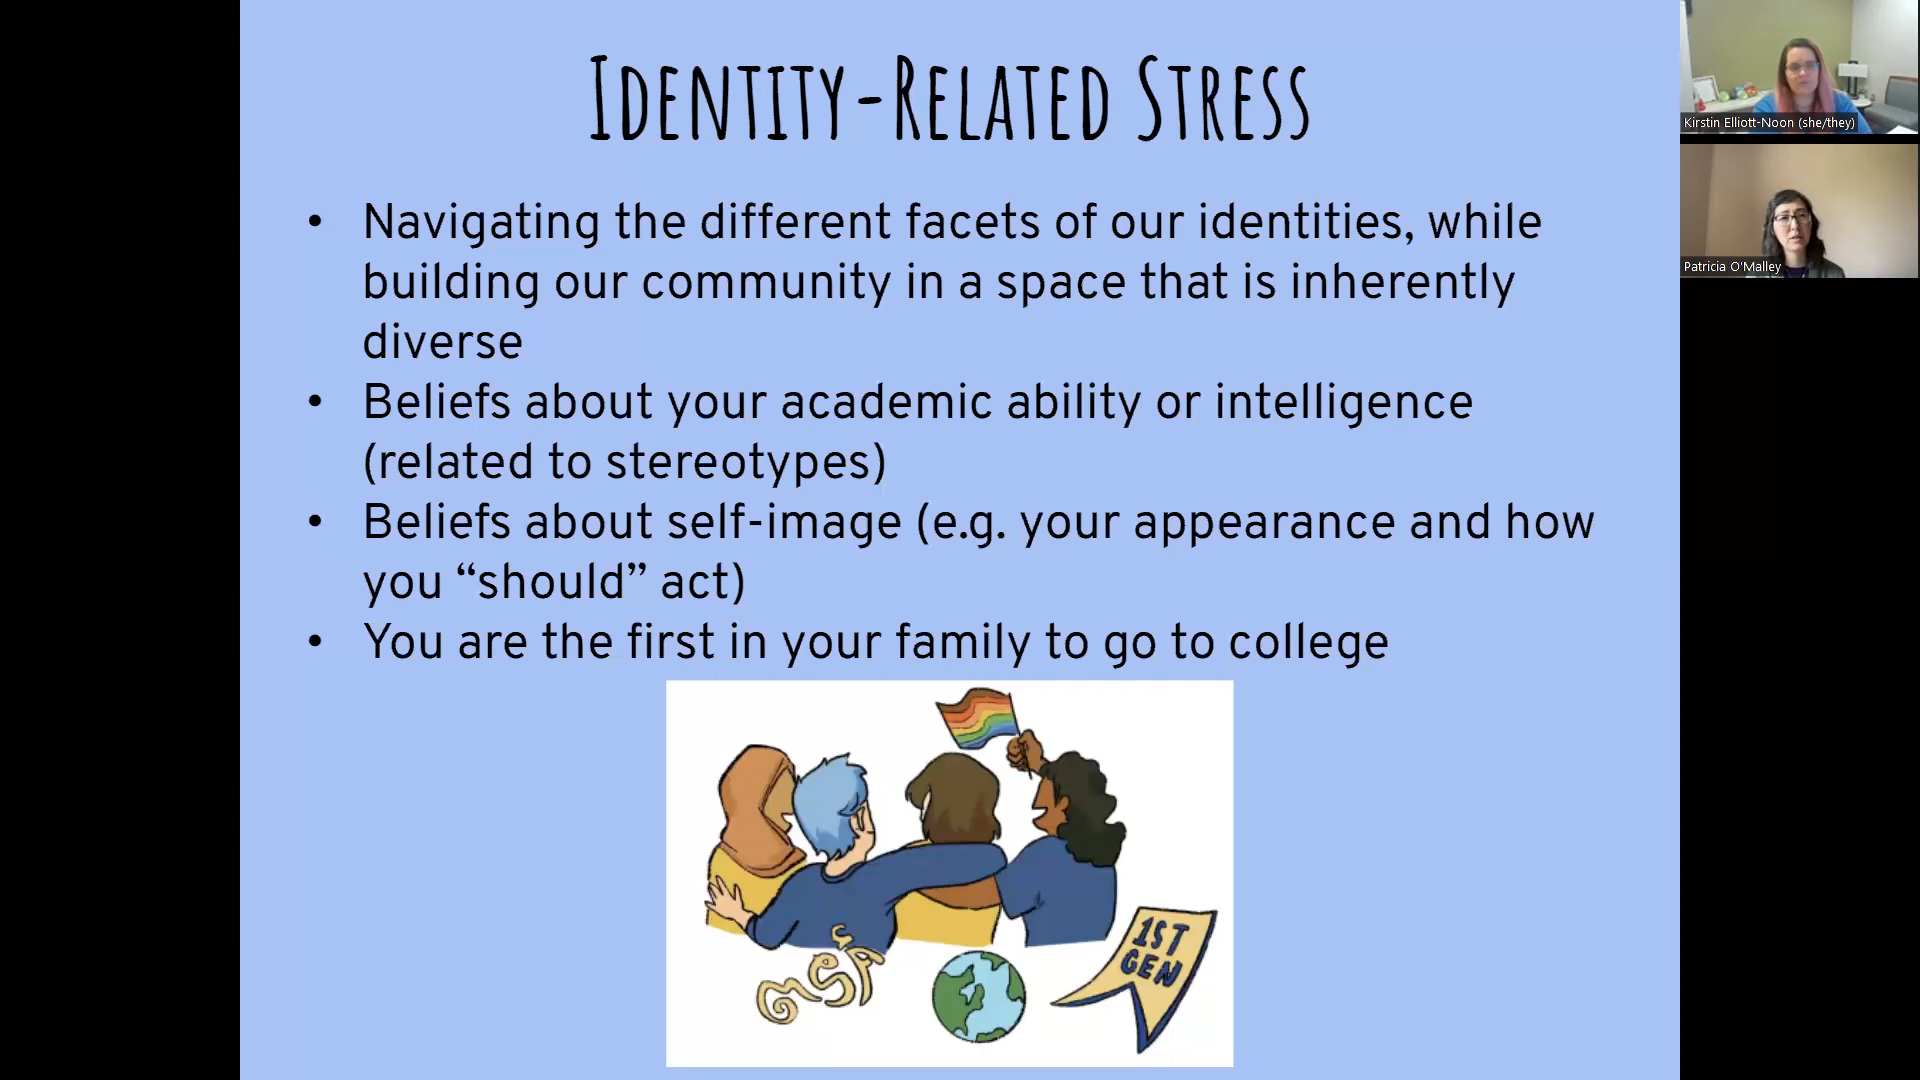 Identity-Related Stress
• Navigating the different facets of our identities, while
building our community in a space that is inherently
diverse
• Beliefs about your academic ability or intelligence
(related to stereotypes)
• Beliefs about self-image (e.g. your appearance and how
you “should” act)
• You are the first in your family to go to college
1ST
GEN
Kirstin Elliott-Noon (she/they)
Patricia O'Malley